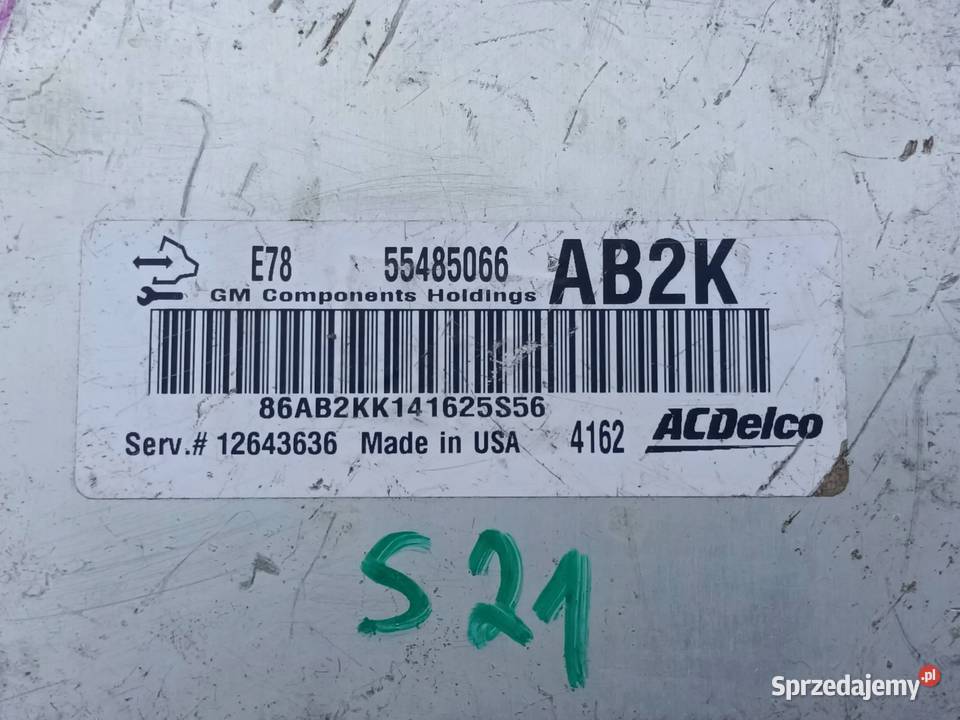 E78 55485066 AB2K
GM Components Holdings
86AB2KK141625S56
Serv.# 12643636 Made in USA 4162 ACDelco
S21
Sprzedajemy.pl